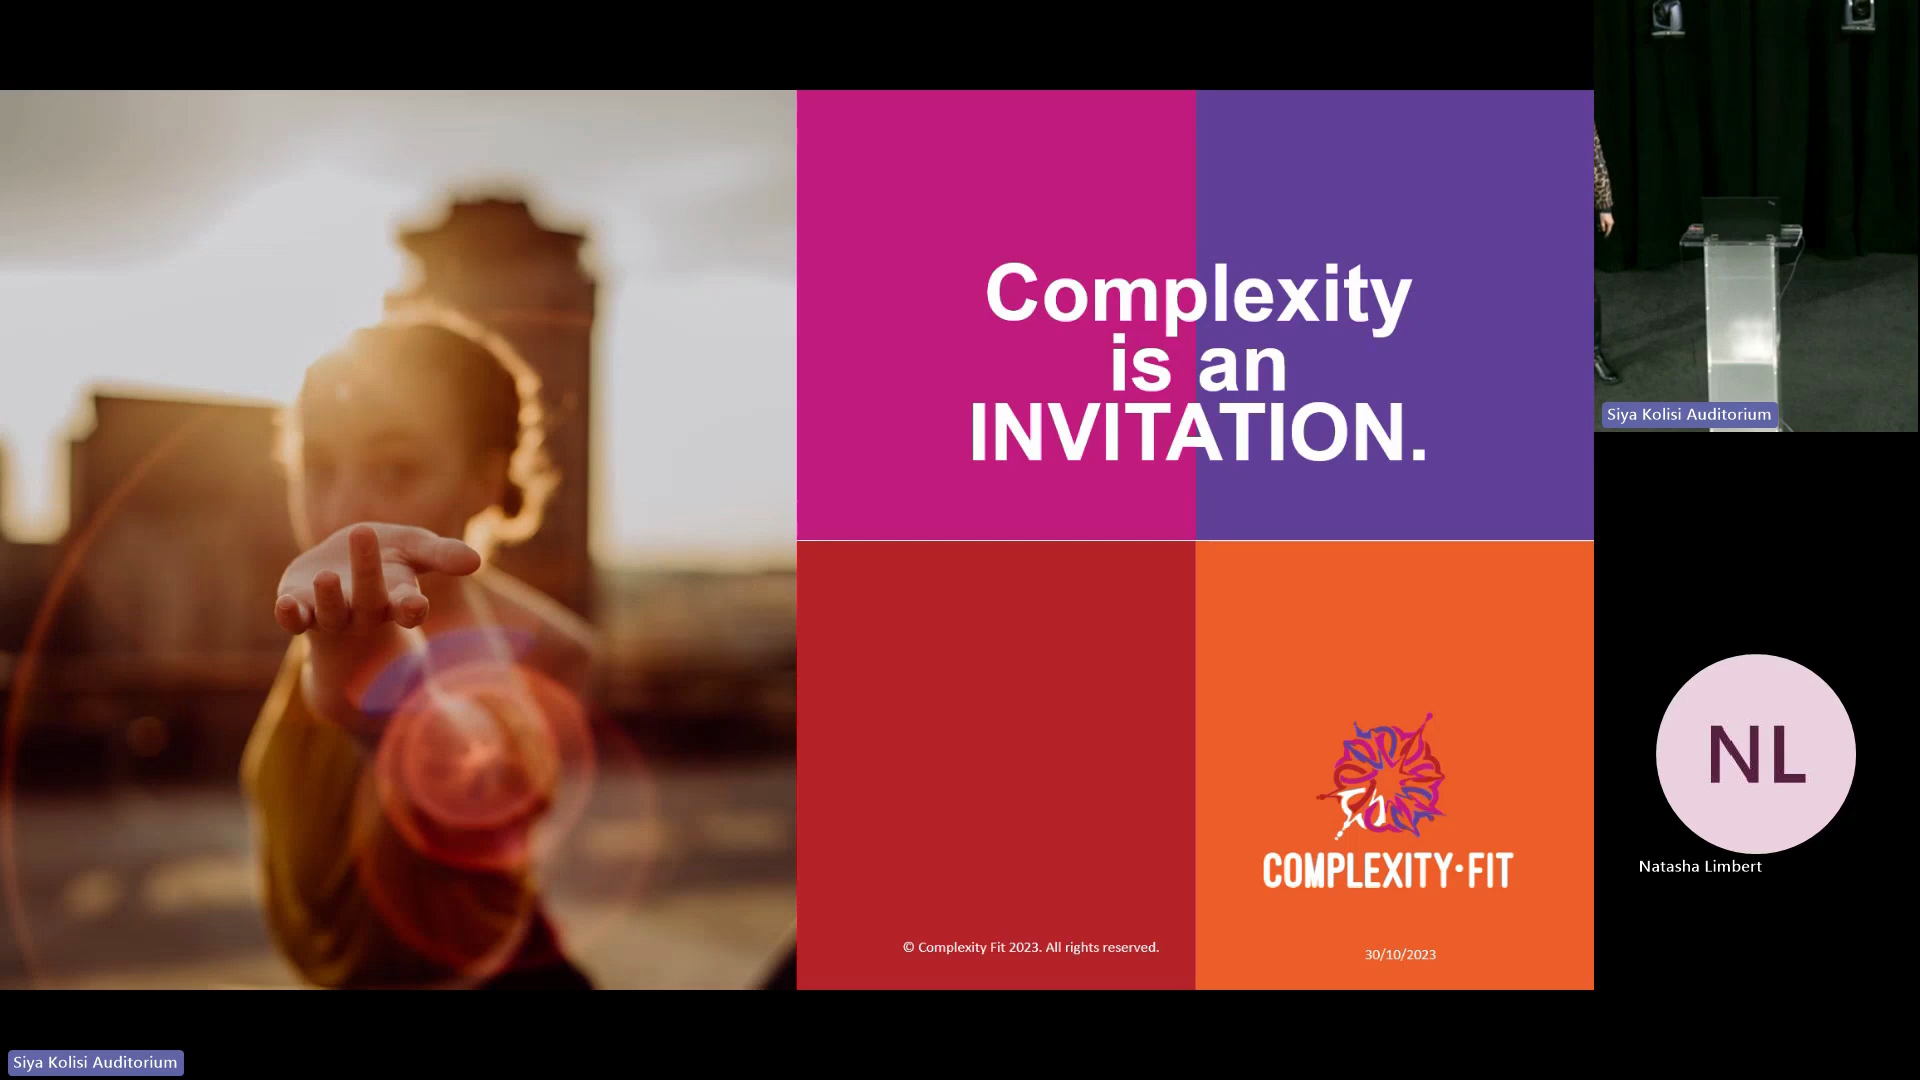 Complexity
is an
INVITATION.
COMPLEXITY•FIT
© Complexity Fit 2023. All rights reserved.
30/10/2023
Siya Kolisi Auditorium
NL
Natasha Limbert
Siya Kolisi Auditorium